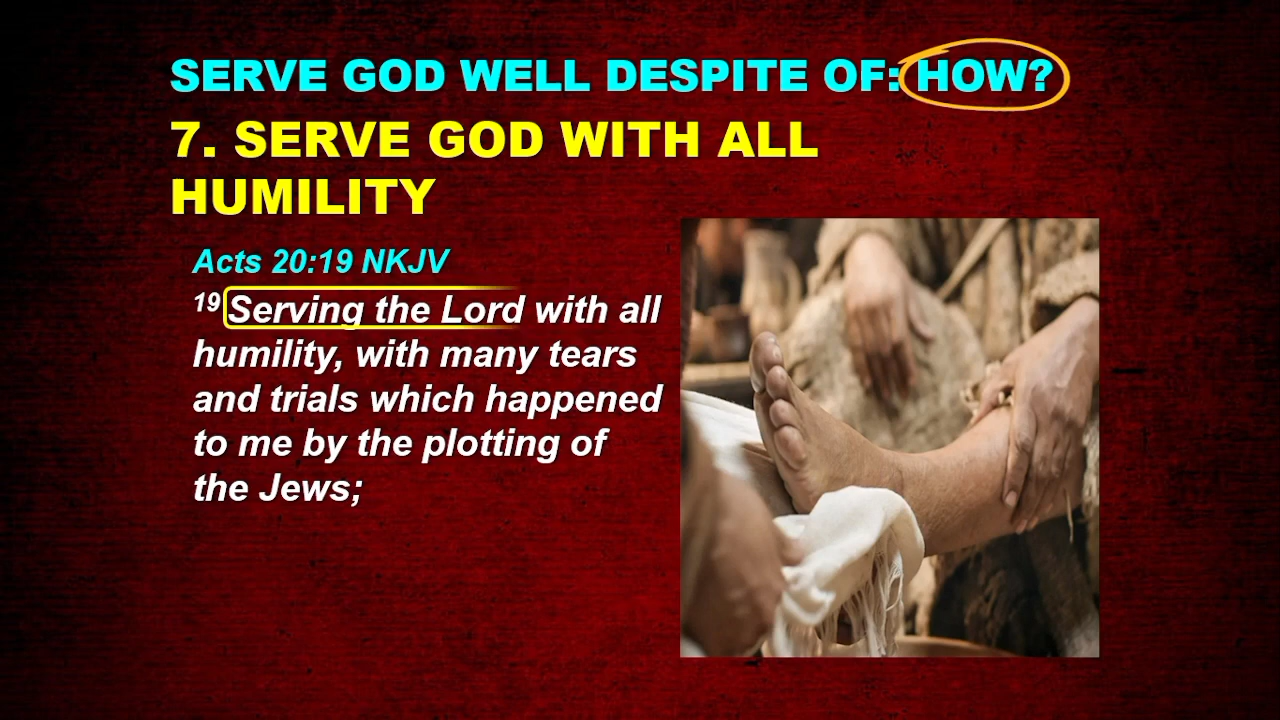 SERVE GOD WELL DESPITE OF: HOW?
7. SERVE GOD WITH ALL
HUMILITY
Acts 20:19 NKJV
19 Serving the Lord with all
humility, with many tears
and trials which happened
to me by the plotting of
the Jews;